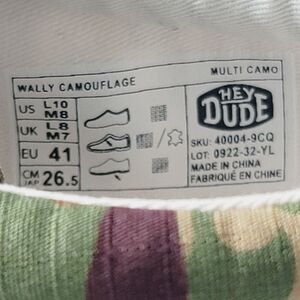 WALLY CAMOUFLAGE
MULTI CAMO
US L10 M8
UK L8 M7
EU 41
CM JAP 26.5
HEY DUDE
SKU: 40004-9CQ
LOT: 0922-32-YL
MADE IN CHINA
FABRIQUÉ EN CHINE